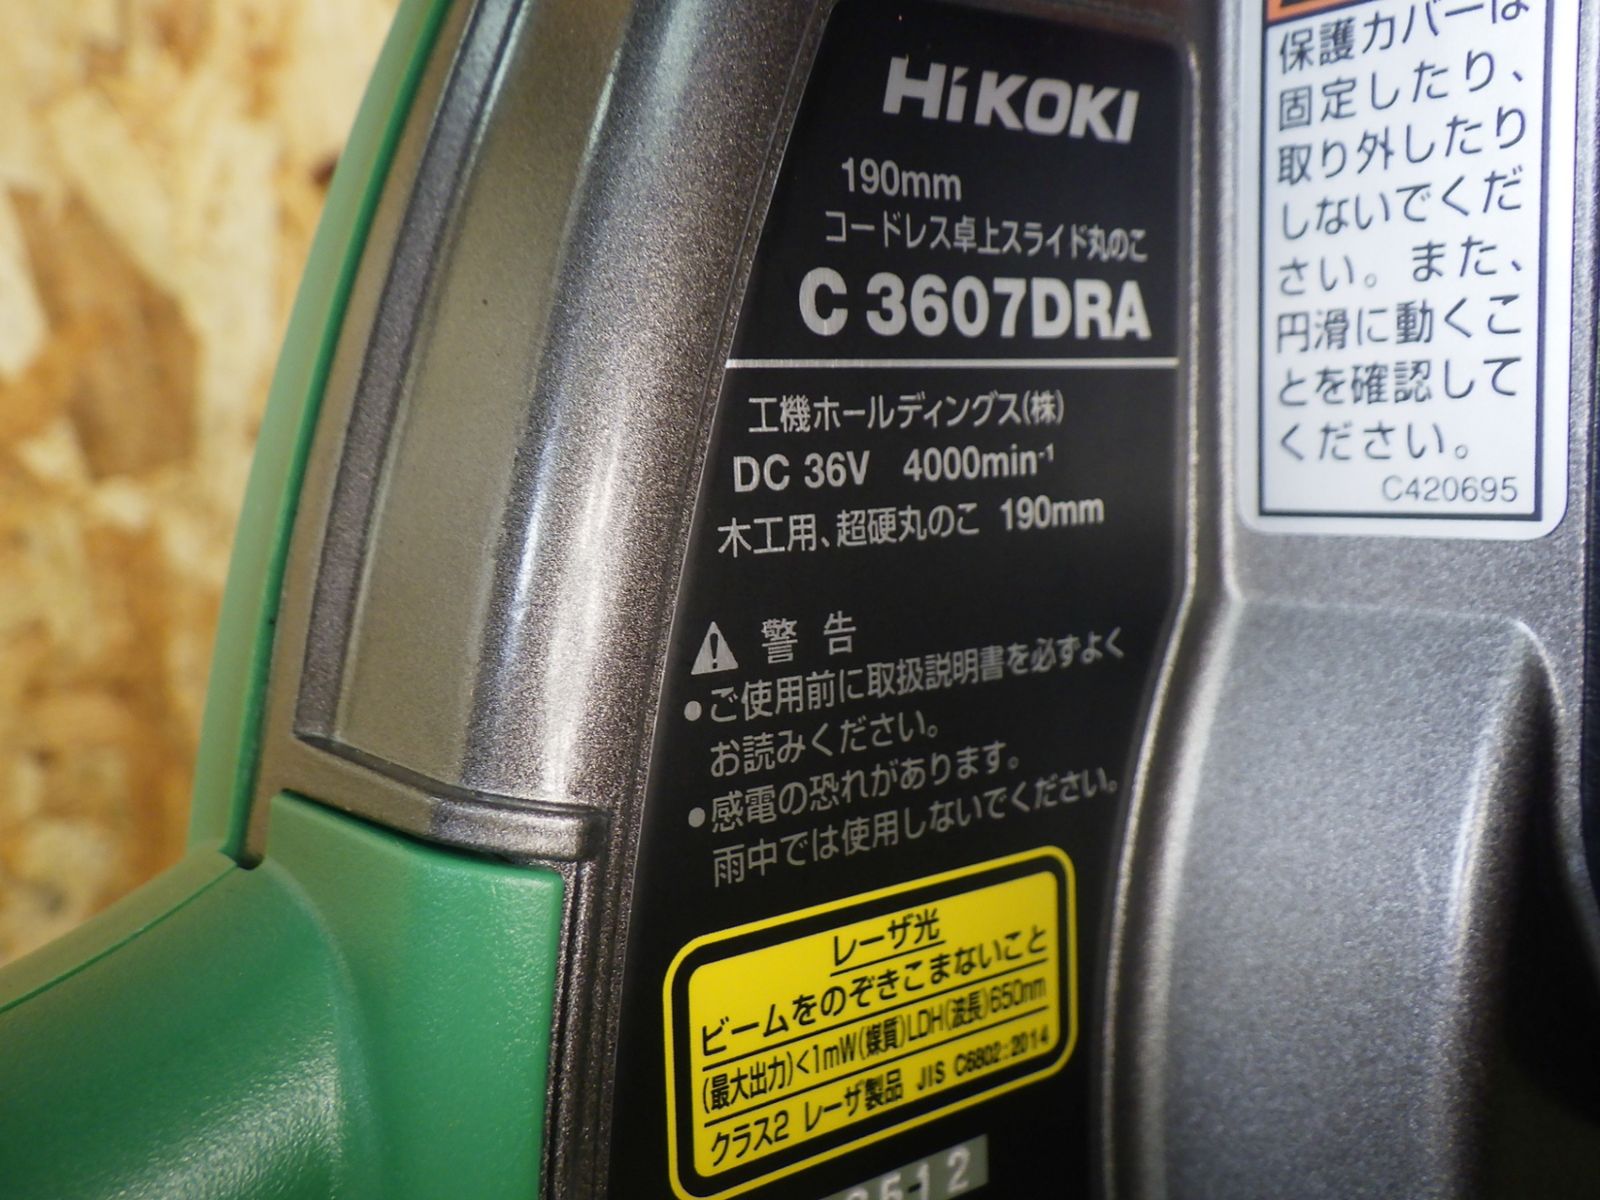 HiKOKI
190mm
コードレス卓上スライド丸のこ
C 3607DRA
工機ホールディングス(株)
DC 36V 4000min-1
木工用、超硬丸のこ 190mm
警告
●ご使用前に取扱説明書を必ずよく
お読みください。
●感電の恐れがあります。
雨中では使用しないでください。
レーザ光
ビームをのぞきこまないこと
(最大出力)<1mW(媒質)LDH(波長)650nm
クラス2 レーザ製品 JIS C6802:2014
保護カバーは
固定したり、
取り外したり
しないでくだ
さい。また、
円滑に動くこ
とを確認して
ください。
C420695